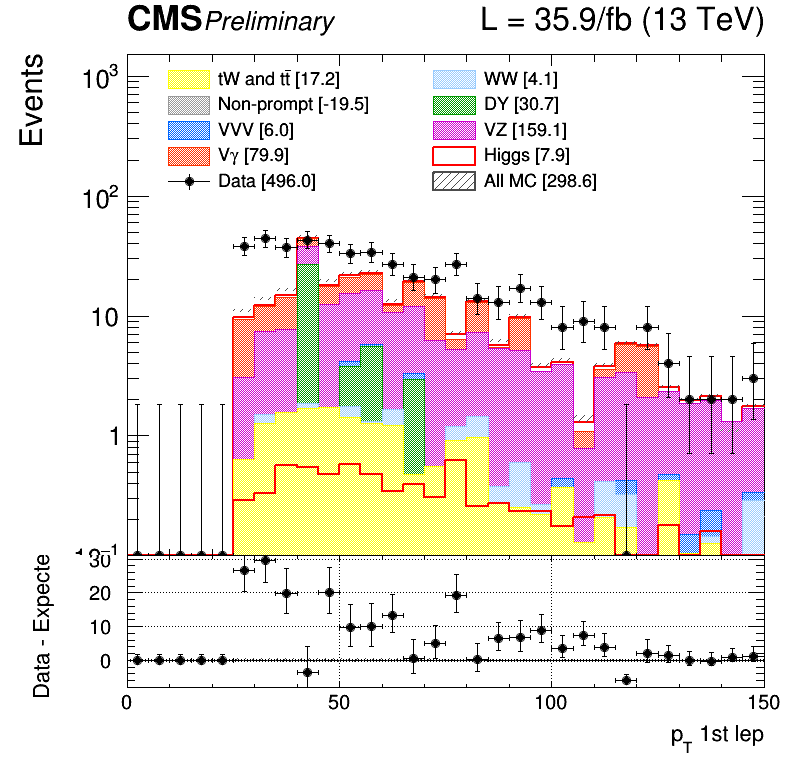 CMS Preliminary L = 35.9/fb (13 TeV)
Events
10³
10²
10
1
tW and tt̄ [17.2]
Non-prompt [-19.5]
VVV [6.0]
Vγ [79.9]
Data [496.0]
WW [4.1]
DY [30.7]
VZ [159.1]
Higgs [7.9]
All MC [298.6]
Data - Expecte
30
20
10
0
0 50 100 150
p_T 1st lep